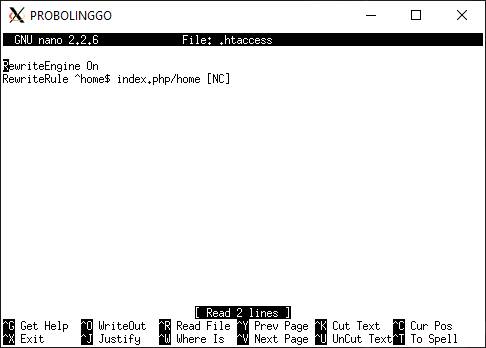 PROBOLINGGO
GNU nano 2.2.6 File: .htaccess
RewriteEngine On
RewriteRule ^home$ index.php/home [NC]
[ Read 2 lines ]
^G Get Help ^O WriteOut ^R Read File ^Y Prev Page ^K Cut Text ^C Cur Pos
^X Exit ^J Justify ^W Where Is ^V Next Page ^U UnCut Text ^T To Spell